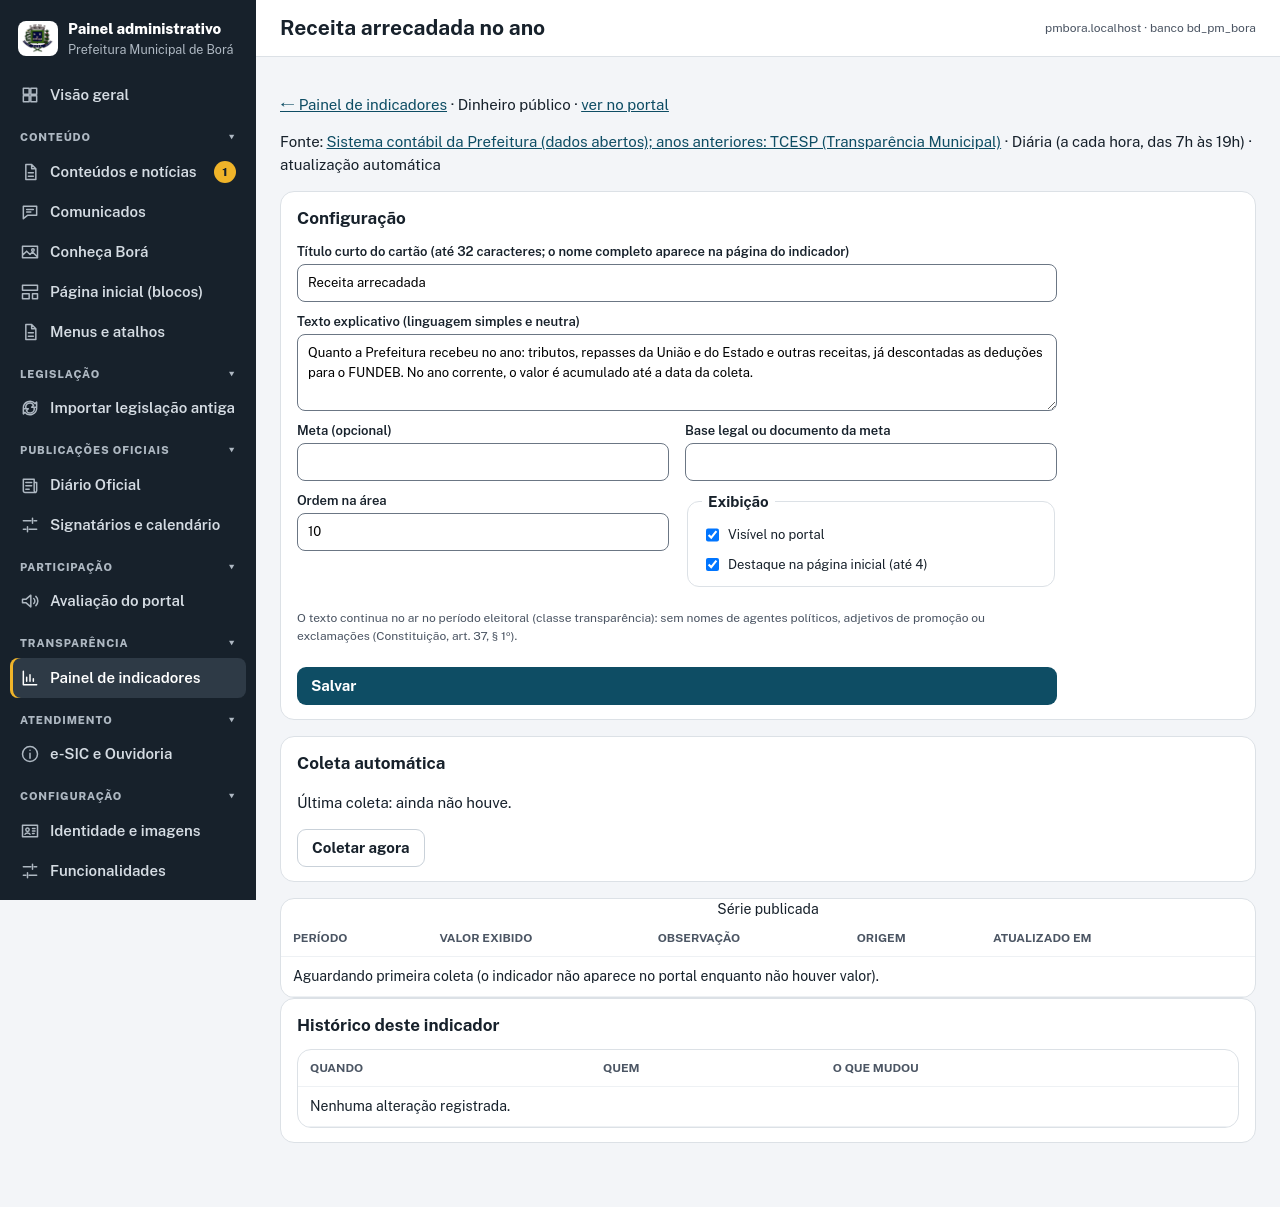 Painel administrativo
Prefeitura Municipal de Borá
Visão geral
CONTEÚDO
Conteúdos e notícias 1
Comunicados
Conheça Borá
Página inicial (blocos)
Menus e atalhos
LEGISLAÇÃO
Importar legislação antiga
PUBLICAÇÕES OFICIAIS
Diário Oficial
Signatários e calendário
PARTICIPAÇÃO
Avaliação do portal
TRANSPARÊNCIA
Painel de indicadores
ATENDIMENTO
e-SIC e Ouvidoria
CONFIGURAÇÃO
Identidade e imagens
Funcionalidades
Receita arrecadada no ano
pmbora.localhost · banco bd_pm_bora
← Painel de indicadores · Dinheiro público · ver no portal
Fonte: Sistema contábil da Prefeitura (dados abertos); anos anteriores: TCESP (Transparência Municipal) · Diária (a cada hora, das 7h às 19h) ·
atualização automática
Configuração
Título curto do cartão (até 32 caracteres; o nome completo aparece na página do indicador)
Receita arrecadada
Texto explicativo (linguagem simples e neutra)
Quanto a Prefeitura recebeu no ano: tributos, repasses da União e do Estado e outras receitas, já descontadas as deduções
para o FUNDEB. No ano corrente, o valor é acumulado até a data da coleta.
Meta (opcional)
Base legal ou documento da meta
Ordem na área
10
Exibição
Visível no portal
Destaque na página inicial (até 4)
O texto continua no ar no período eleitoral (classe transparência): sem nomes de agentes políticos, adjetivos de promoção ou
exclamações (Constituição, art. 37, § 1º).
Salvar
Coleta automática
Última coleta: ainda não houve.
Coletar agora
Série publicada
PERÍODO VALOR EXIBIDO OBSERVAÇÃO ORIGEM ATUALIZADO EM
Aguardando primeira coleta (o indicador não aparece no portal enquanto não houver valor).
Histórico deste indicador
QUANDO QUEM O QUE MUDOU
Nenhuma alteração registrada.